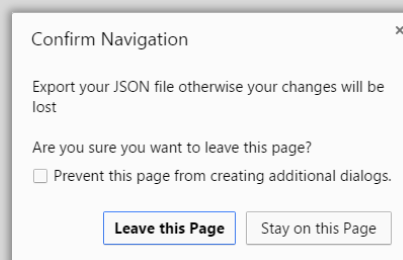 Confirm Navigation
Export your JSON file otherwise your changes will be
lost
Are you sure you want to leave this page?
Prevent this page from creating additional dialogs.
Leave this Page
Stay on this Page